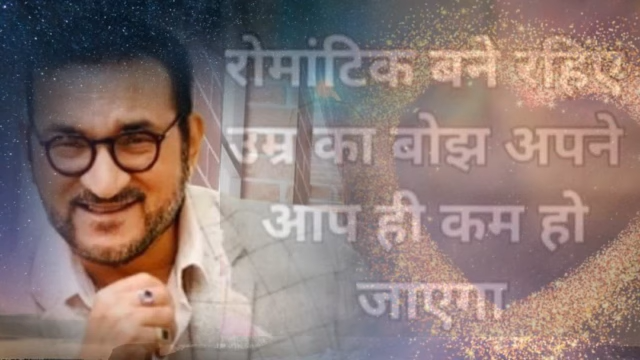 रोमांटिक बने रहिए
उम्र का बोझ अपने
आप ही कम हो
जाएगा